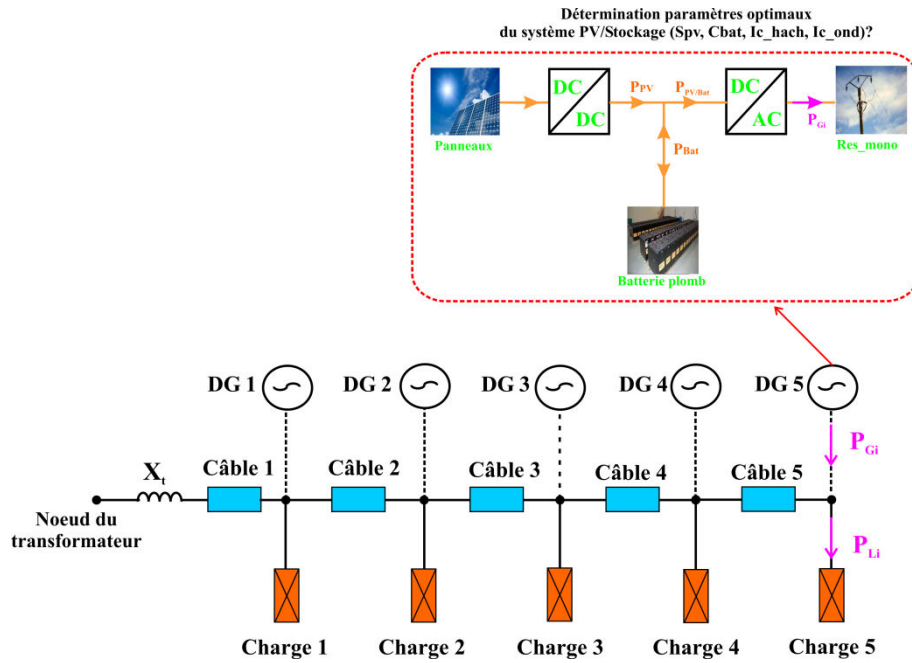 Détermination paramètres optimaux
du système PV/Stockage (Spv, Cbat, Ic_hach, Ic_ond)?
DC
DC
PPV
PPV/Bat
DC
AC
PGi
Panneaux
Res_mono
PBat
Batterie plomb
DG 1
DG 2
DG 3
DG 4
DG 5
PGi
Xt
Câble 1
Câble 2
Câble 3
Câble 4
Câble 5
Noeud du
transformateur
PLi
Charge 1
Charge 2
Charge 3
Charge 4
Charge 5